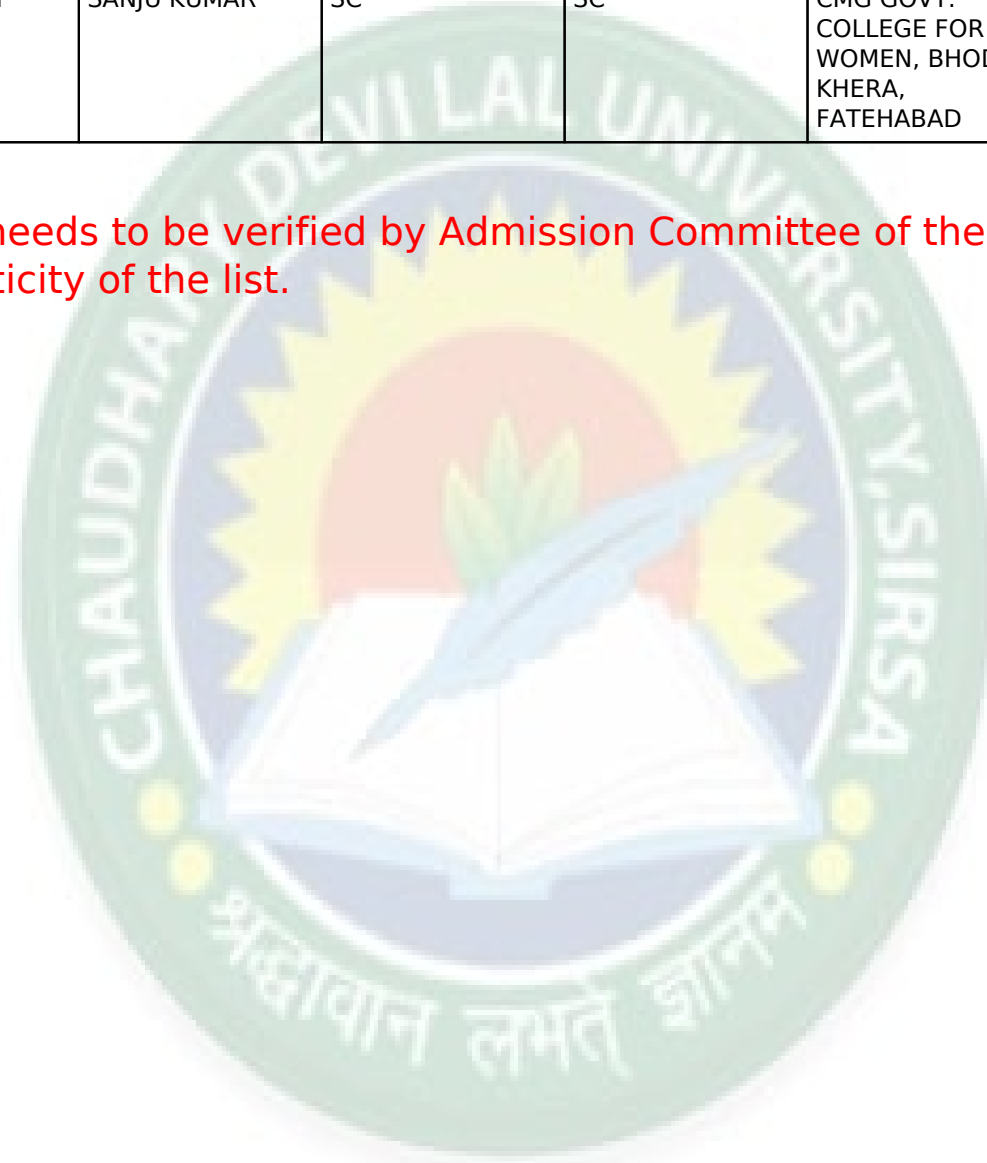 SANJU KUMAR SC SC CMG GOVT.
COLLEGE FOR
WOMEN, BHOD
KHERA,
FATEHABAD
needs to be verified by Admission Committee of the
ticity of the list.
CHAUDHARY DEVI LAL UNIVERSITY, SIRSA
श्रद्धावान लभते ज्ञानम